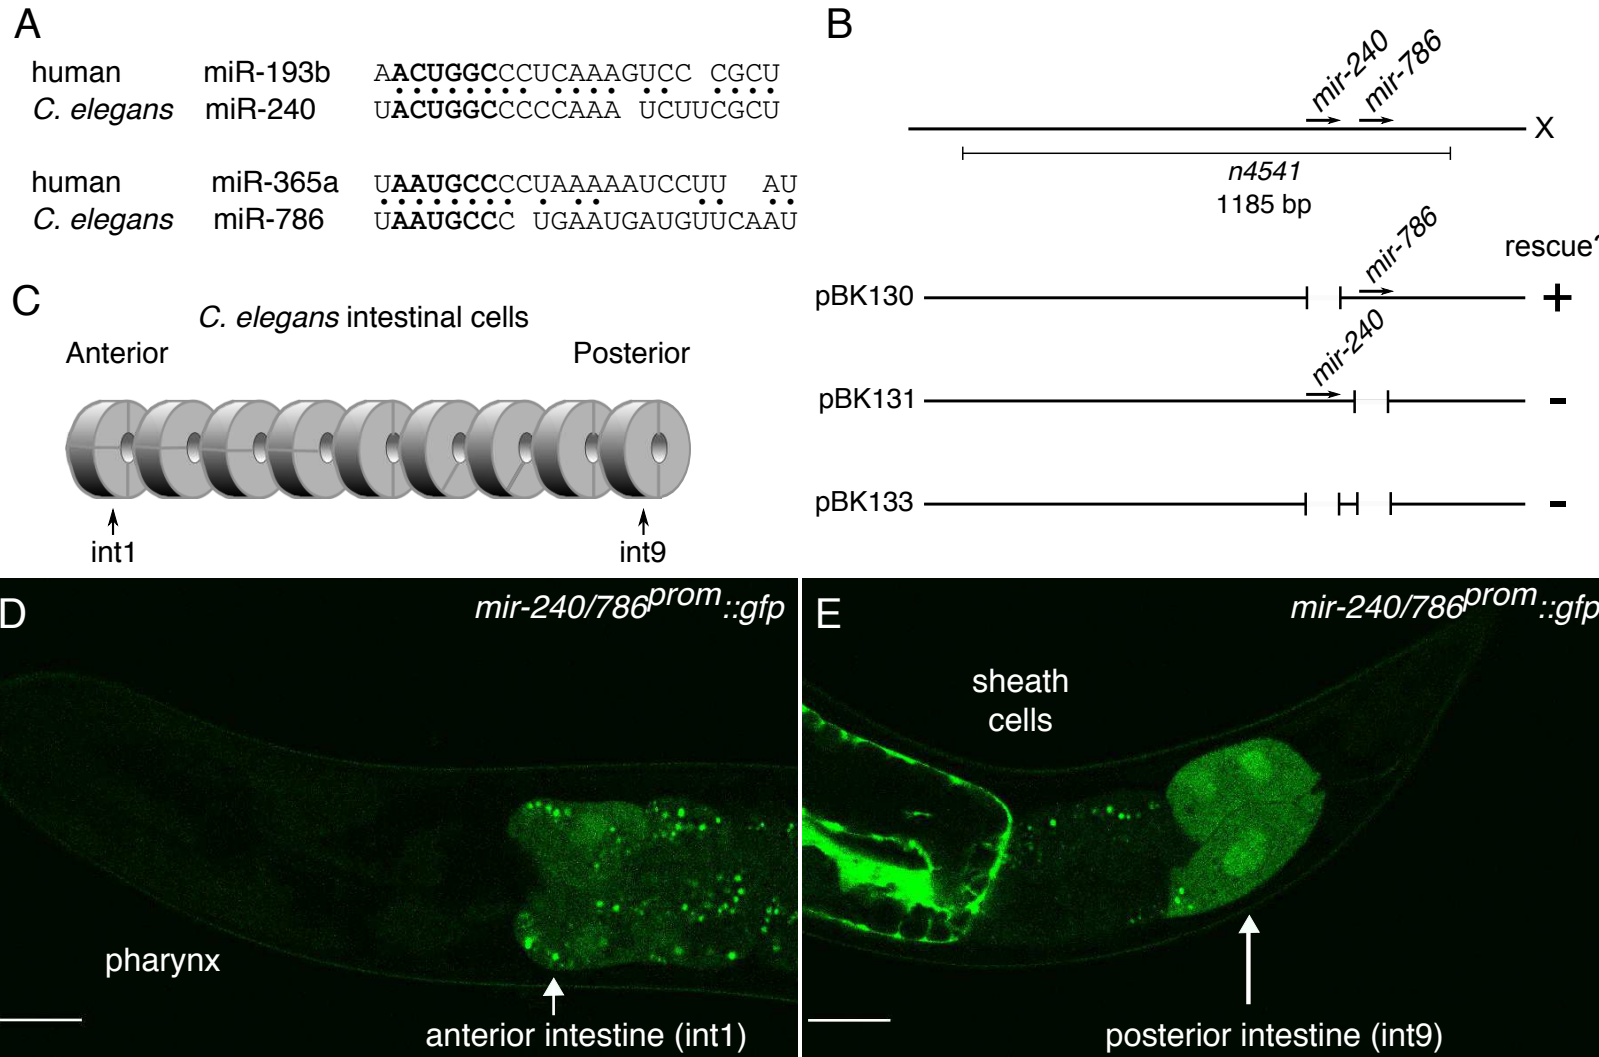 A
human miR-193b AACUGGCCCUCAAAGUCC CGCU
C. elegans miR-240 UACUGGCCCCCAAA UCUUCGCU
human miR-365a UAAUGCCCCUAAAAAUCCUU AU
C. elegans miR-786 UAAUGCCC UGAAUGAUGUUCAAU
B
mir-240 mir-786
X
n4541
1185 bp
rescue?
mir-786
pBK130 +
mir-240
pBK131 -
pBK133 -
C
C. elegans intestinal cells
Anterior Posterior
int1 int9
D
mir-240/786prom::gfp
pharynx
anterior intestine (int1)
E
mir-240/786prom::gfp
sheath
cells
posterior intestine (int9)